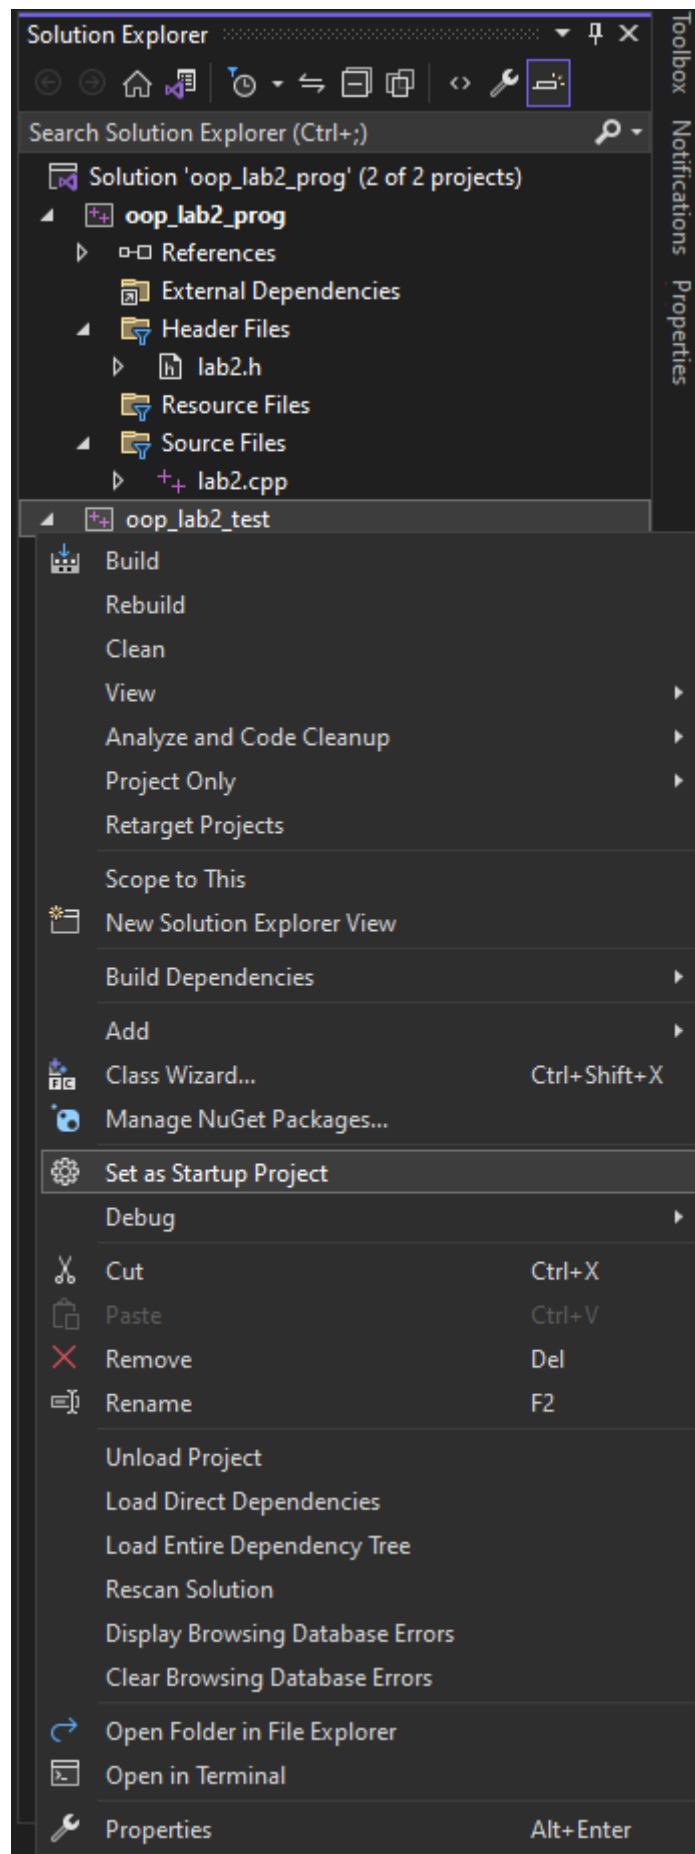 Solution Explorer
Search Solution Explorer (Ctrl+;)
Solution 'oop_lab2_prog' (2 of 2 projects)
oop_lab2_prog
References
External Dependencies
Header Files
lab2.h
Resource Files
Source Files
lab2.cpp
oop_lab2_test
Build
Rebuild
Clean
View
Analyze and Code Cleanup
Project Only
Retarget Projects
Scope to This
New Solution Explorer View
Build Dependencies
Add
Class Wizard... Ctrl+Shift+X
Manage NuGet Packages...
Set as Startup Project
Debug
Cut Ctrl+X
Paste Ctrl+V
Remove Del
Rename F2
Unload Project
Load Direct Dependencies
Load Entire Dependency Tree
Rescan Solution
Display Browsing Database Errors
Clear Browsing Database Errors
Open Folder in File Explorer
Open in Terminal
Properties Alt+Enter
Toolbox
Notifications
Properties